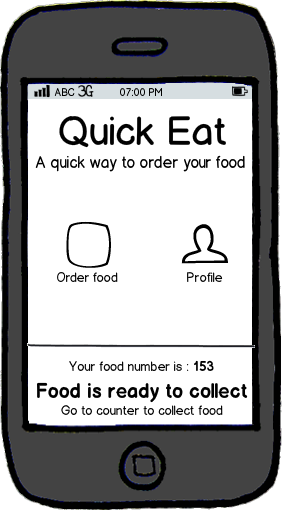 ABC 3G 07:00 PM
Quick Eat
A quick way to order your food
Order food Profile
Your food number is : 153
Food is ready to collect
Go to counter to collect food